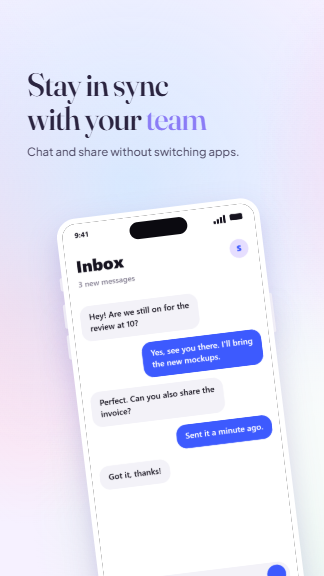 Stay in sync
with your team
Chat and share without switching apps.
9:41
Inbox
S
3 new messages
Hey! Are we still on for the
review at 10?
Yes, see you there. I'll bring
the new mockups.
Perfect. Can you also share the
invoice?
Sent it a minute ago.
Got it, thanks!